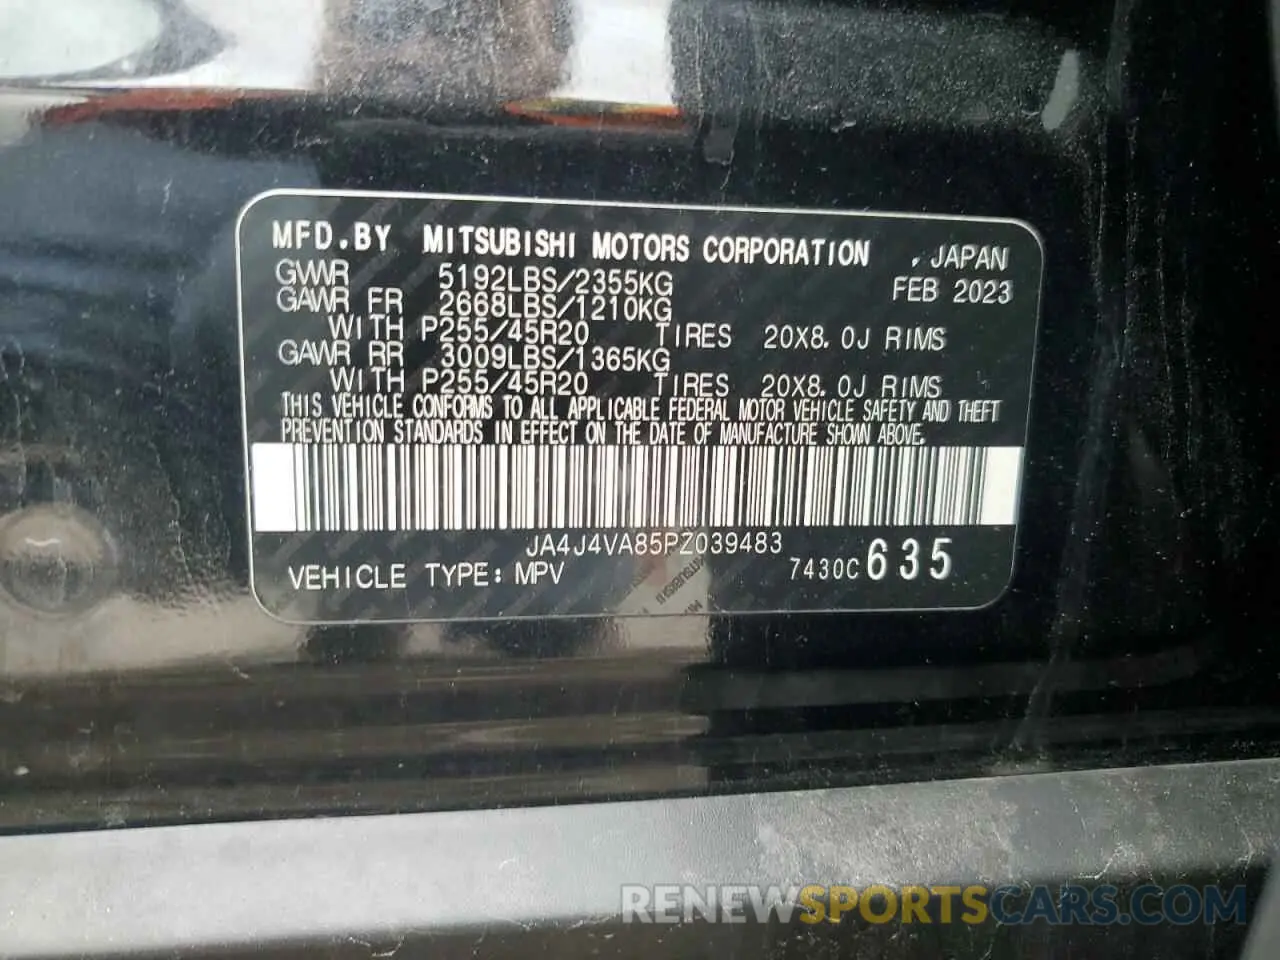 MFD.BY MITSUBISHI MOTORS CORPORATION , JAPAN
GVWR 5192LBS/2355KG FEB 2023
GAWR FR 2668LBS/1210KG
WITH P255/45R20 TIRES 20X8.0J RIMS
GAWR RR 3009LBS/1365KG
WITH P255/45R20 TIRES 20X8.0J RIMS
THIS VEHICLE CONFORMS TO ALL APPLICABLE FEDERAL MOTOR VEHICLE SAFETY AND THEFT
PREVENTION STANDARDS IN EFFECT ON THE DATE OF MANUFACTURE SHOWN ABOVE.
JA4J4VA85PZ039483
VEHICLE TYPE: MPV 7430C 635
MITSUBISHI
RENEWSPORTSCARS.COM